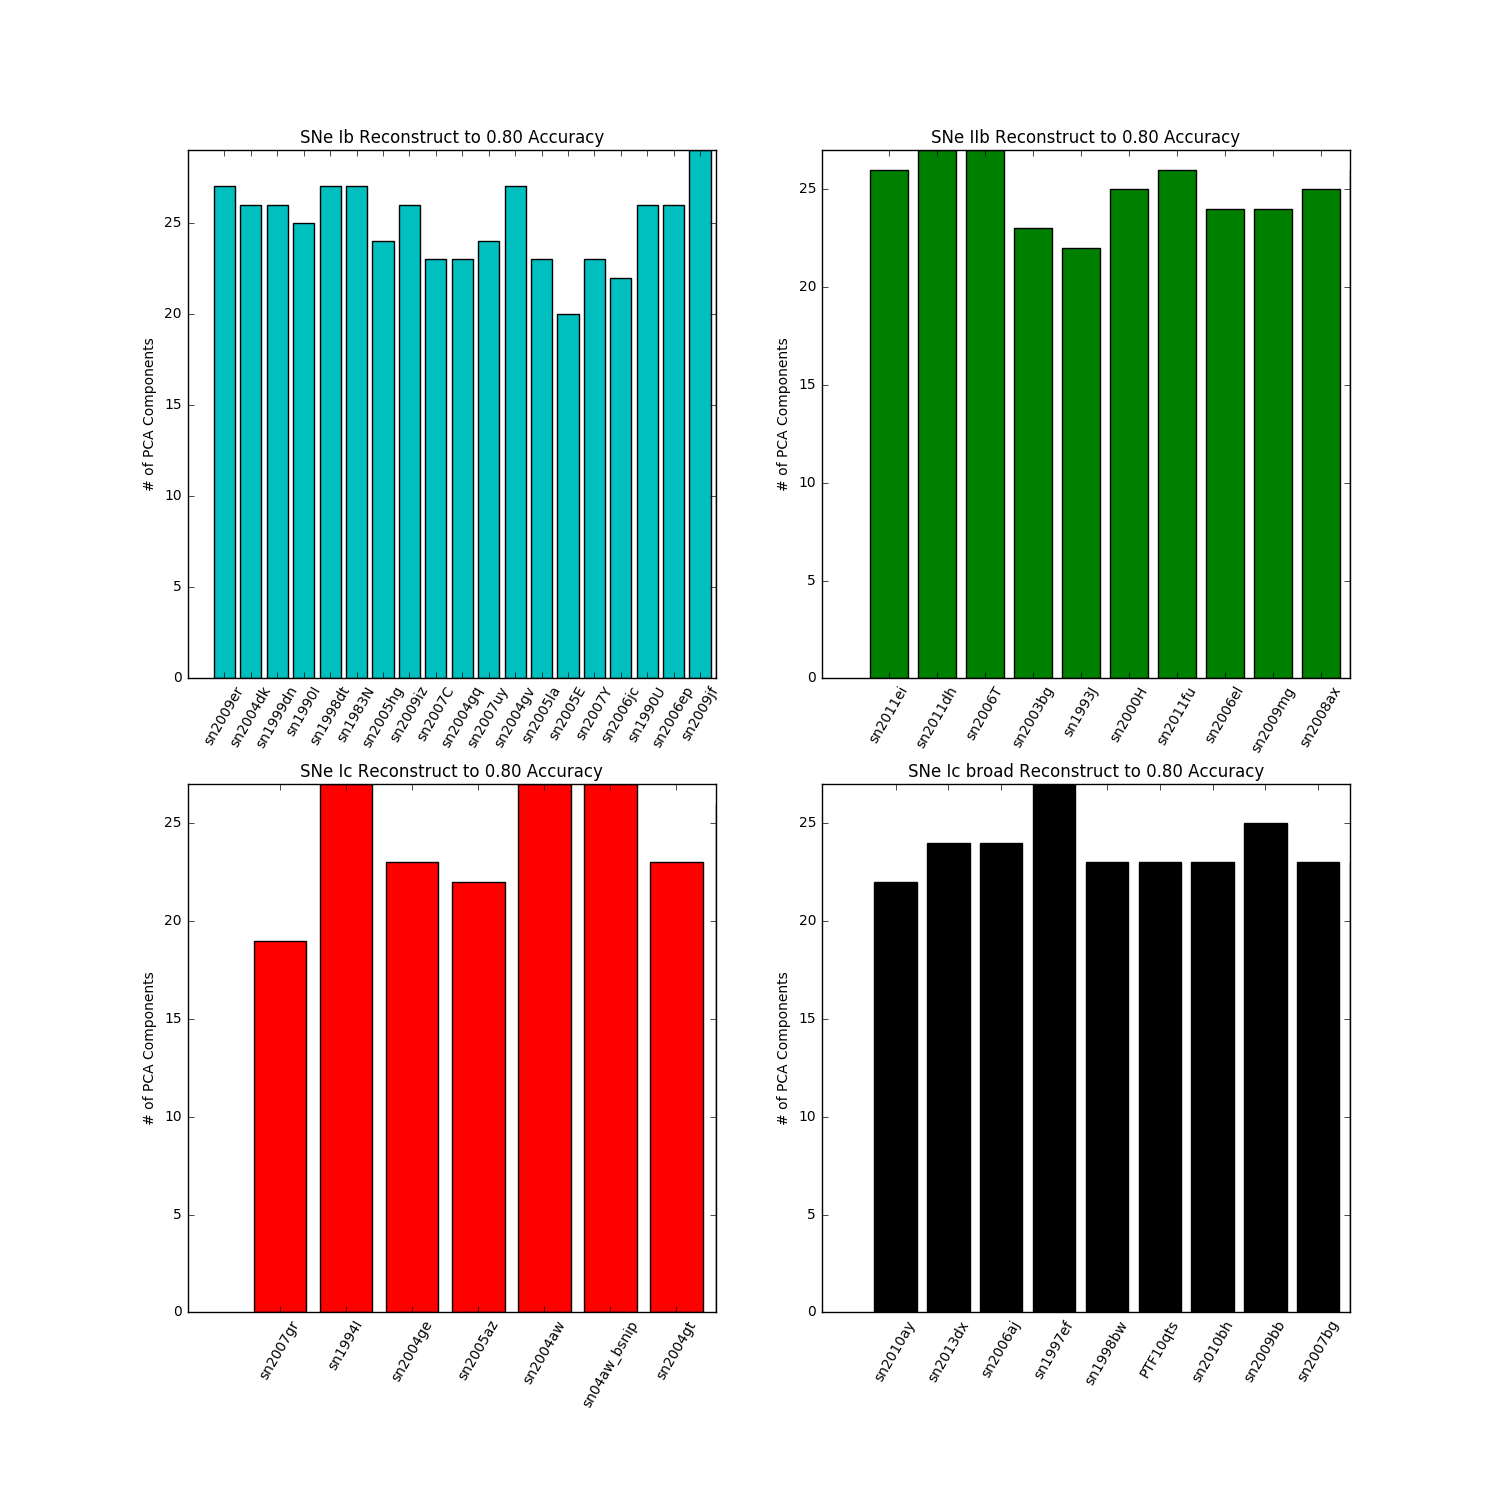 SNe Ib Reconstruct to 0.80 Accuracy
# of PCA Components
25
20
15
10
5
0
sn2009er
sn2004dk
sn1999dn
sn1990I
sn1998dt
sn1983N
sn2005hg
sn2009iz
sn2007C
sn2004gq
sn2007uy
sn2004gv
sn2005la
sn2005E
sn2007Y
sn2006jc
sn1990U
sn2006ep
sn2009jf
SNe IIb Reconstruct to 0.80 Accuracy
# of PCA Components
25
20
15
10
5
0
sn2011ei
sn2011dh
sn2006T
sn2003bg
sn1993J
sn2000H
sn2011fu
sn2006el
sn2009mg
sn2008ax
SNe Ic Reconstruct to 0.80 Accuracy
# of PCA Components
25
20
15
10
5
0
sn2007gr
sn1994I
sn2004ge
sn2005az
sn2004aw
sn04aw_bsnip
sn2004gt
SNe Ic broad Reconstruct to 0.80 Accuracy
# of PCA Components
25
20
15
10
5
0
sn2010ay
sn2013dx
sn2006aj
sn1997ef
sn1998bw
PTF10qts
sn2010bh
sn2009bb
sn2007bg